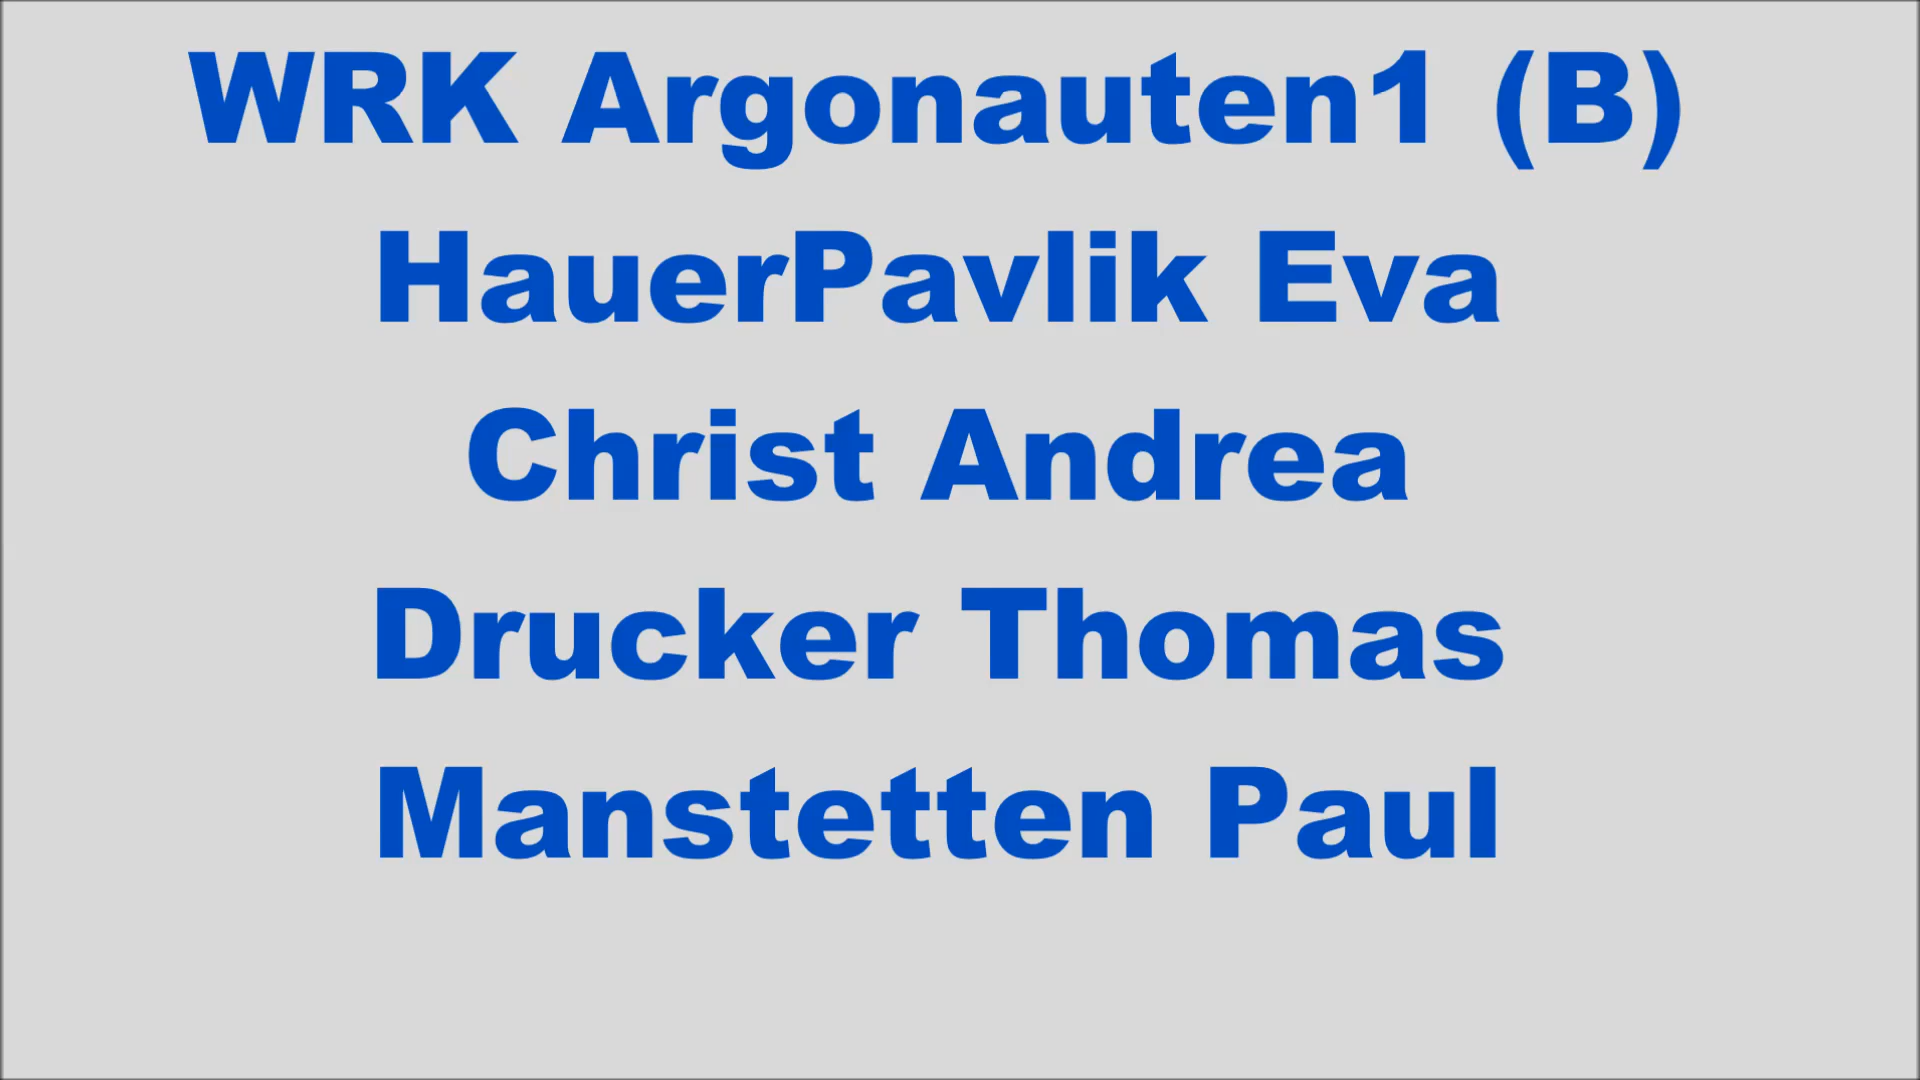 WRK Argonauten1 (B)
HauerPavlik Eva
Christ Andrea
Drucker Thomas
Manstetten Paul